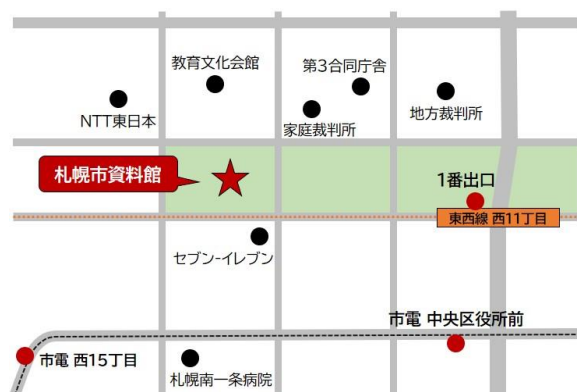 教育文化会館
第3合同庁舎
NTT東日本
家庭裁判所
地方裁判所
札幌市資料館
1番出口
東西線 西11丁目
セブン-イレブン
市電 中央区役所前
市電 西15丁目
札幌南一条病院